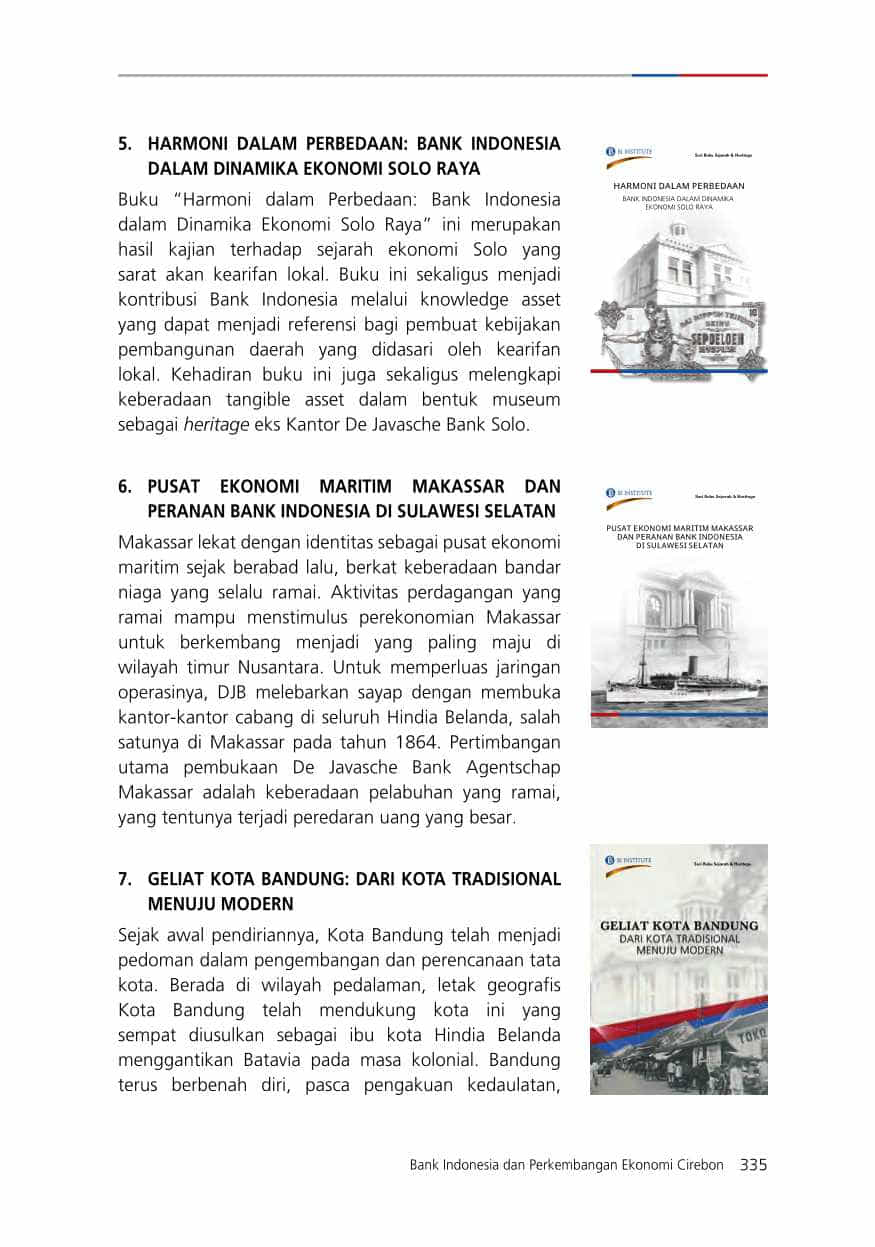 5. HARMONI DALAM PERBEDAAN: BANK INDONESIA
DALAM DINAMIKA EKONOMI SOLO RAYA
Buku “Harmoni dalam Perbedaan: Bank Indonesia
dalam Dinamika Ekonomi Solo Raya” ini merupakan
hasil kajian terhadap sejarah ekonomi Solo yang
sarat akan kearifan lokal. Buku ini sekaligus menjadi
kontribusi Bank Indonesia melalui knowledge asset
yang dapat menjadi referensi bagi pembuat kebijakan
pembangunan daerah yang didasari oleh kearifan
lokal. Kehadiran buku ini juga sekaligus melengkapi
keberadaan tangible asset dalam bentuk museum
sebagai heritage eks Kantor De Javasche Bank Solo.
BI INSTITUTE
Seri Buku Sejarah & Heritage
HARMONI DALAM PERBEDAAN
BANK INDONESIA DALAM DINAMIKA
EKONOMI SOLO RAYA
DAI NIPPON TEIKOKU
SEIHU
10
SEPOELOEH
ROEPIAH
6. PUSAT EKONOMI MARITIM MAKASSAR DAN
PERANAN BANK INDONESIA DI SULAWESI SELATAN
Makassar lekat dengan identitas sebagai pusat ekonomi
maritim sejak berabad lalu, berkat keberadaan bandar
niaga yang selalu ramai. Aktivitas perdagangan yang
ramai mampu menstimulus perekonomian Makassar
untuk berkembang menjadi yang paling maju di
wilayah timur Nusantara. Untuk memperluas jaringan
operasinya, DJB melebarkan sayap dengan membuka
kantor-kantor cabang di seluruh Hindia Belanda, salah
satunya di Makassar pada tahun 1864. Pertimbangan
utama pembukaan De Javasche Bank Agentschap
Makassar adalah keberadaan pelabuhan yang ramai,
yang tentunya terjadi peredaran uang yang besar.
BI INSTITUTE
Seri Buku Sejarah & Heritage
PUSAT EKONOMI MARITIM MAKASSAR
DAN PERANAN BANK INDONESIA
DI SULAWESI SELATAN
7. GELIAT KOTA BANDUNG: DARI KOTA TRADISIONAL
MENUJU MODERN
Sejak awal pendiriannya, Kota Bandung telah menjadi
pedoman dalam pengembangan dan perencanaan tata
kota. Berada di wilayah pedalaman, letak geografis
Kota Bandung telah mendukung kota ini yang
sempat diusulkan sebagai ibu kota Hindia Belanda
menggantikan Batavia pada masa kolonial. Bandung
terus berbenah diri, pasca pengakuan kedaulatan,
BI INSTITUTE
Seri Buku Sejarah & Heritage
GELIAT KOTA BANDUNG
DARI KOTA TRADISIONAL
MENUJU MODERN
TOKO
Bank Indonesia dan Perkembangan Ekonomi Cirebon 335